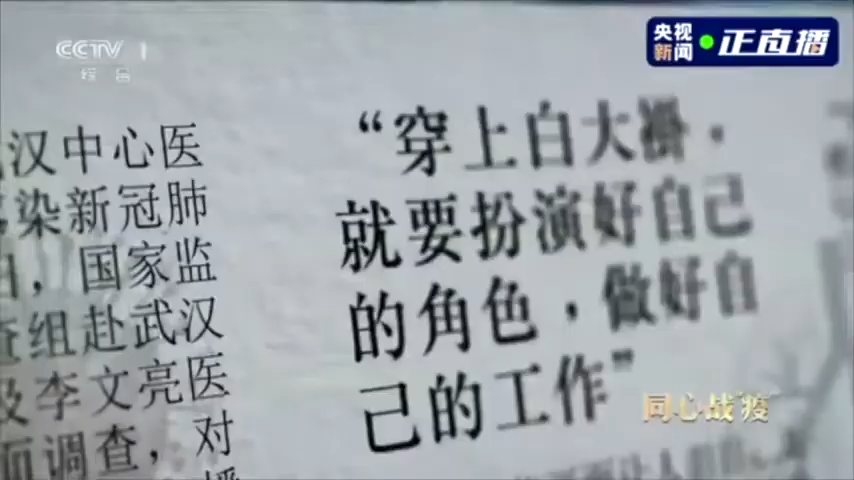 CCTV 1
综合
央视
新闻
正直播
汉中心医
染新冠肺
，国家监
查组赴武汉
及李文亮医
面调查，对
“穿上白大褂，
就要扮演好自己
的角色，做好自
己的工作”
同心战“疫”